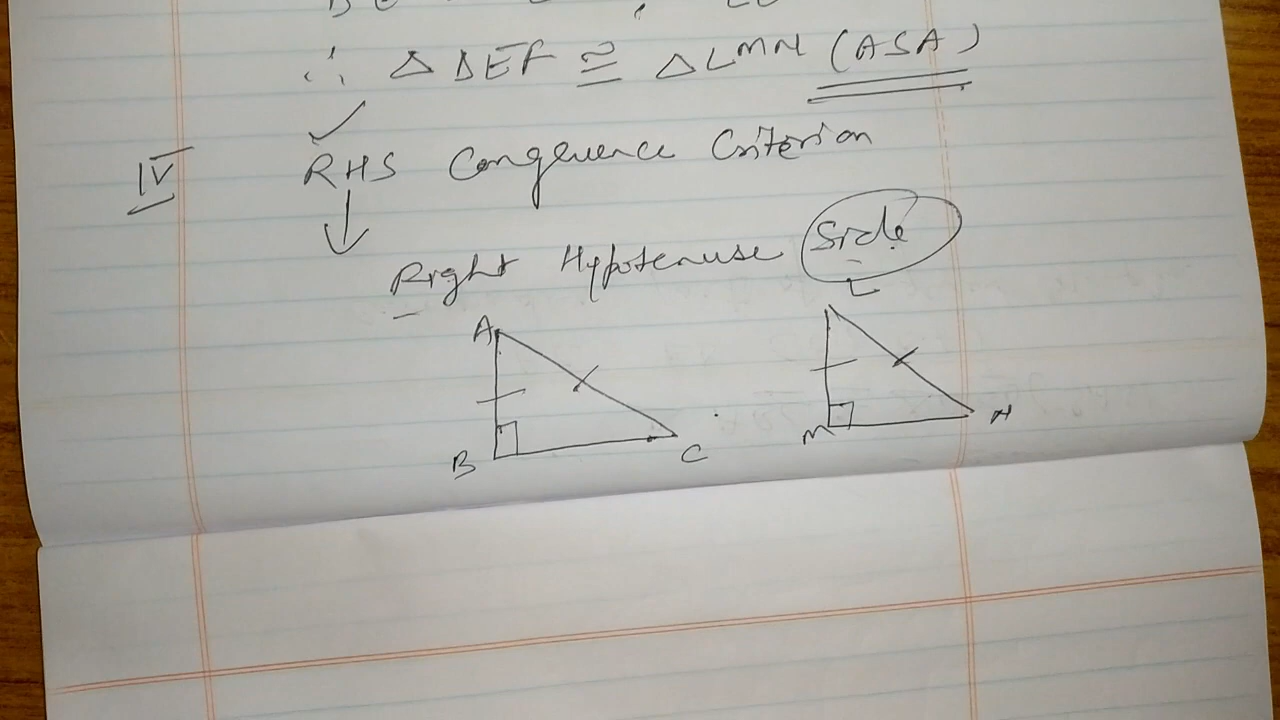 ∴ Δ DEF ≅ Δ LMN (ASA)
IV RHS Congruence Criterion
Right Hypotenuse Side
A L
B C M N